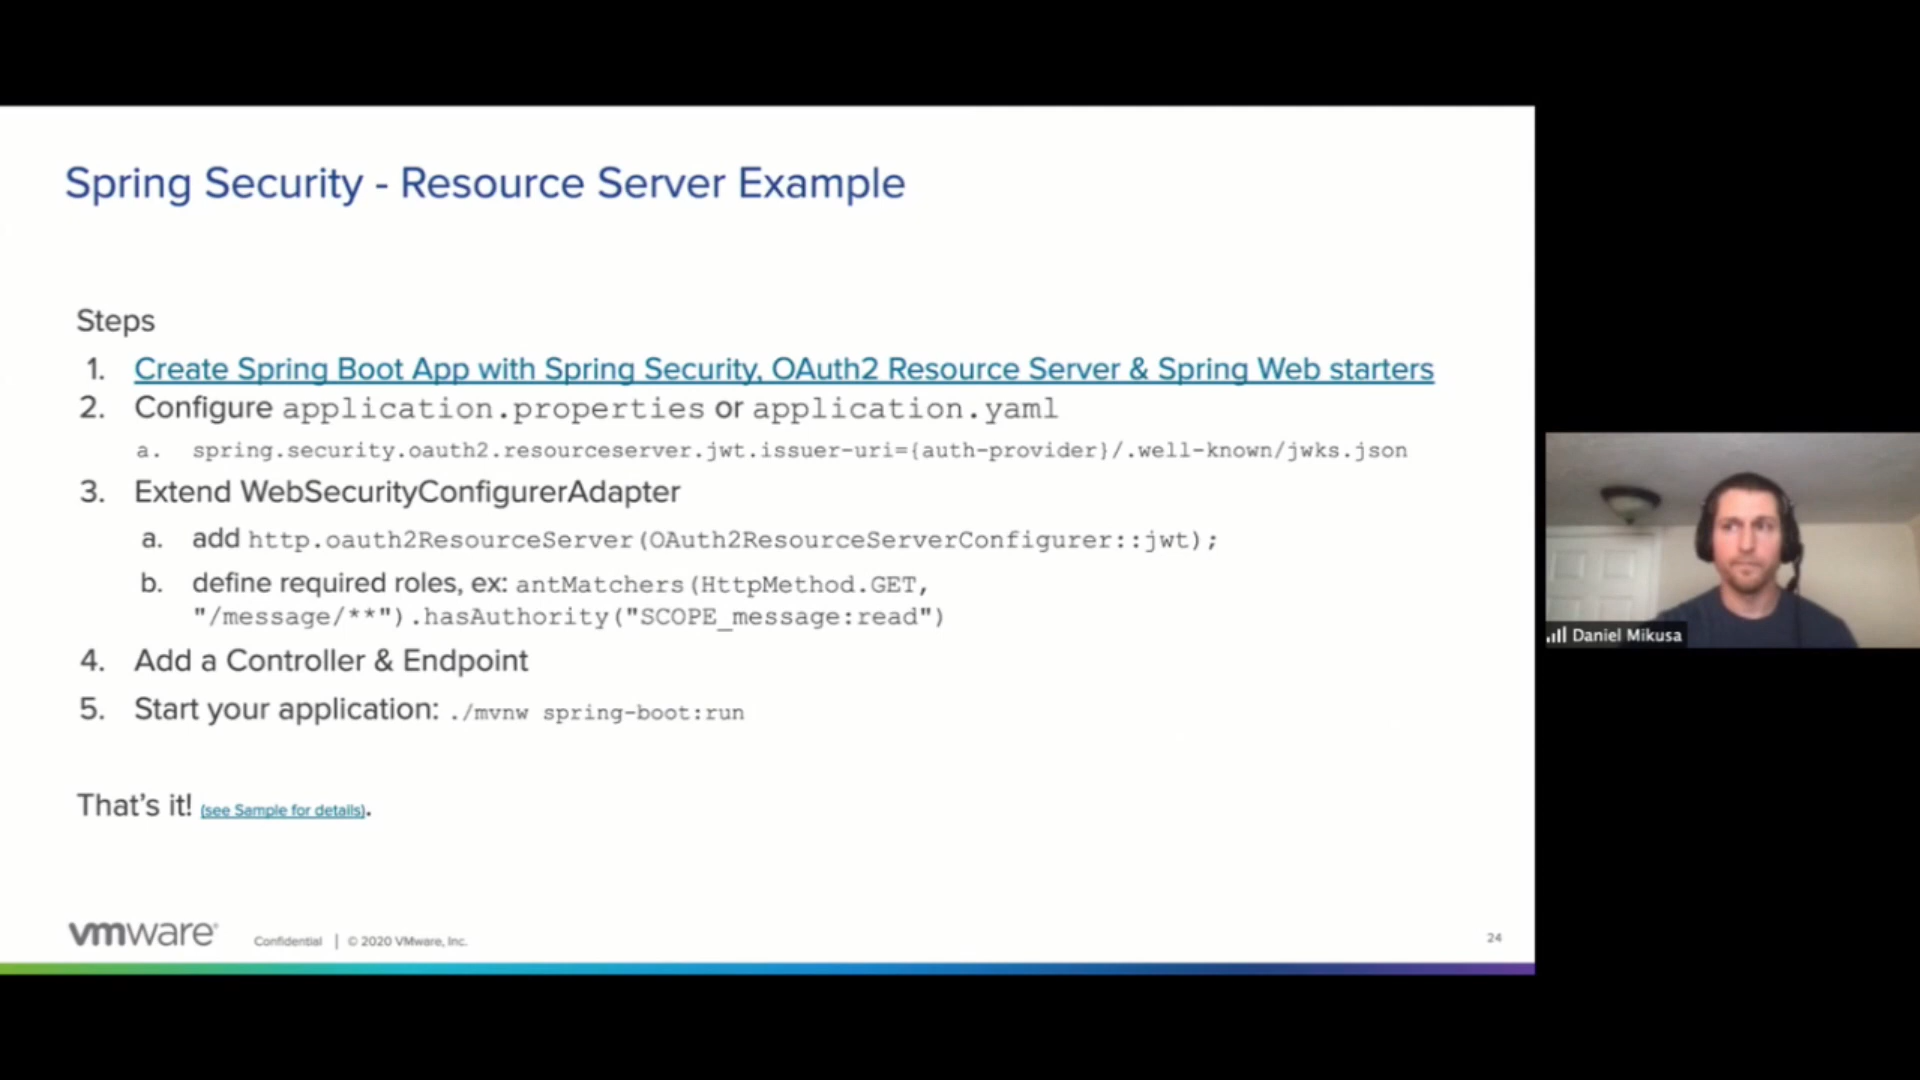 Spring Security - Resource Server Example
Steps
1. Create Spring Boot App with Spring Security, OAuth2 Resource Server & Spring Web starters
2. Configure application.properties or application.yaml
a. spring.security.oauth2.resourceserver.jwt.issuer-uri={auth-provider}/.well-known/jwks.json
3. Extend WebSecurityConfigurerAdapter
a. add http.oauth2ResourceServer(OAuth2ResourceServerConfigurer::jwt);
b. define required roles, ex: antMatchers(HttpMethod.GET,
"/message/**").hasAuthority("SCOPE_message:read")
4. Add a Controller & Endpoint
5. Start your application: ./mvnw spring-boot:run
That's it! (see Sample for details).
vmware® Confidential | © 2020 VMware, Inc. 24
Daniel Mikusa